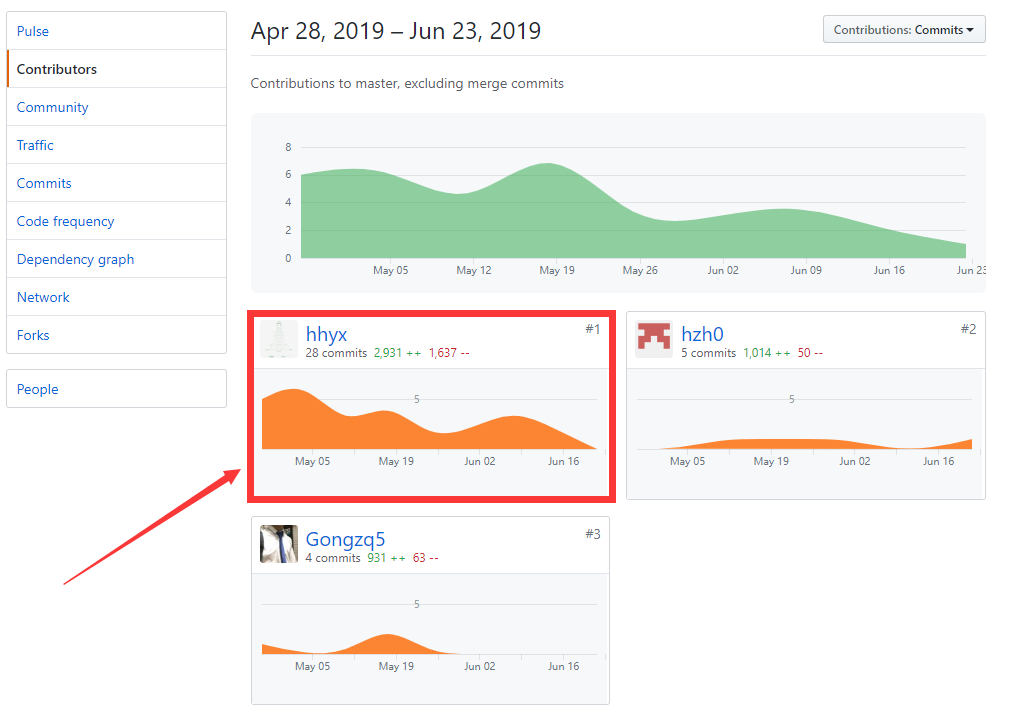 Pulse
Contributors
Community
Traffic
Commits
Code frequency
Dependency graph
Network
Forks
People
Apr 28, 2019 – Jun 23, 2019
Contributions: Commits
Contributions to master, excluding merge commits
8
6
4
2
0
May 05 May 12 May 19 May 26 Jun 02 Jun 09 Jun 16 Jun 23
hhyx #1
28 commits 2,931 ++ 1,637 --
5
May 05 May 19 Jun 02 Jun 16
hzh0 #2
5 commits 1,014 ++ 50 --
5
May 05 May 19 Jun 02 Jun 16
Gongzq5 #3
4 commits 931 ++ 63 --
5
May 05 May 19 Jun 02 Jun 16